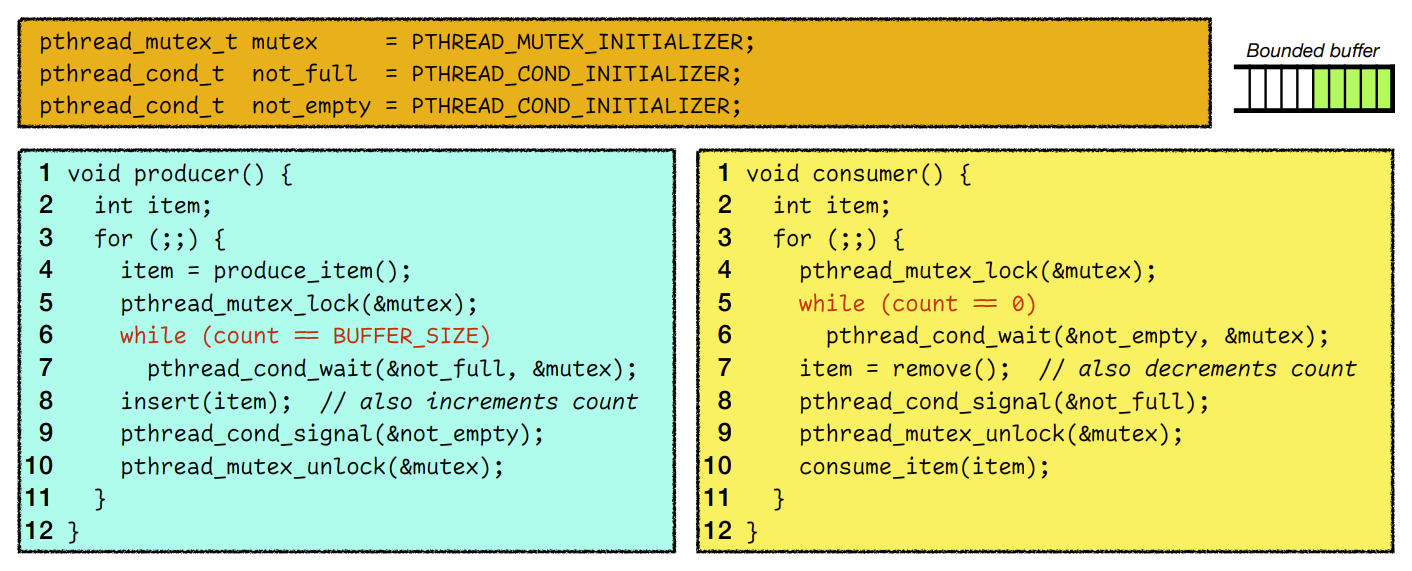 pthread_mutex_t mutex     = PTHREAD_MUTEX_INITIALIZER;
pthread_cond_t  not_full  = PTHREAD_COND_INITIALIZER;
pthread_cond_t  not_empty = PTHREAD_COND_INITIALIZER;
Bounded buffer
1 void producer() {
2   int item;
3   for (;;) {
4     item = produce_item();
5     pthread_mutex_lock(&mutex);
6     while (count == BUFFER_SIZE)
7       pthread_cond_wait(&not_full, &mutex);
8     insert(item);  // also increments count
9     pthread_cond_signal(&not_empty);
10     pthread_mutex_unlock(&mutex);
11   }
12 }
1 void consumer() {
2   int item;
3   for (;;) {
4     pthread_mutex_lock(&mutex);
5     while (count == 0)
6       pthread_cond_wait(&not_empty, &mutex);
7     item = remove();  // also decrements count
8     pthread_cond_signal(&not_full);
9     pthread_mutex_unlock(&mutex);
10     consume_item(item);
11   }
12 }